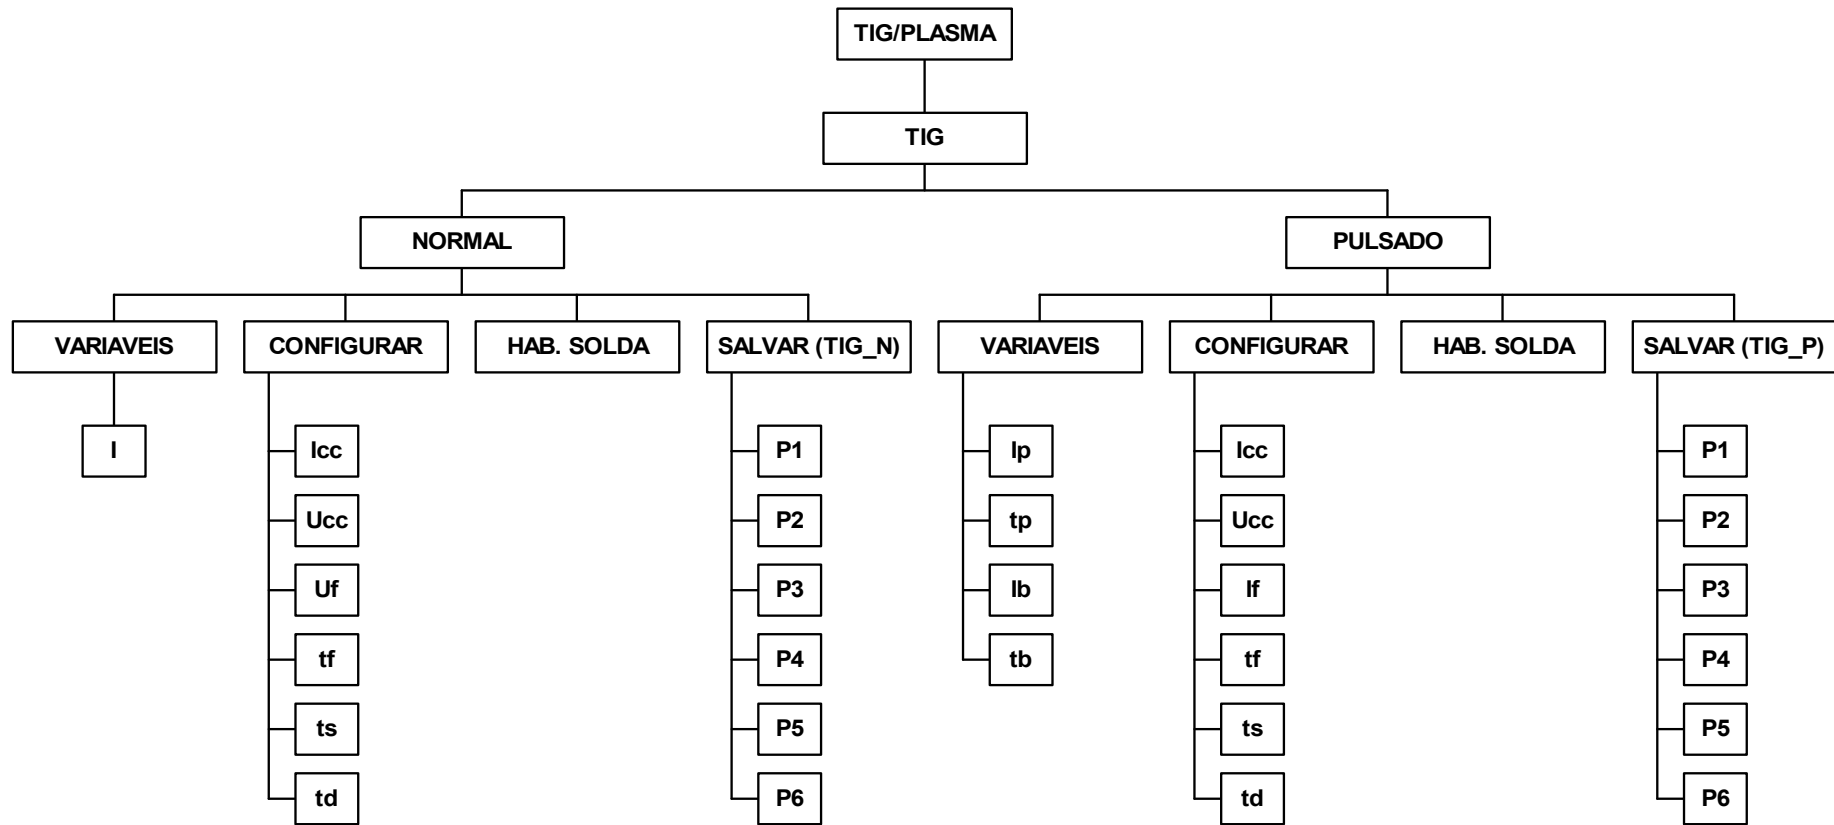 TIG/PLASMA
TIG
NORMAL
PULSADO
VARIAVEIS
CONFIGURAR
HAB. SOLDA
SALVAR (TIG_N)
VARIAVEIS
CONFIGURAR
HAB. SOLDA
SALVAR (TIG_P)
I
Icc
Ucc
Uf
tf
ts
td
P1
P2
P3
P4
P5
P6
Ip
tp
Ib
tb
Icc
Ucc
If
tf
ts
td
P1
P2
P3
P4
P5
P6